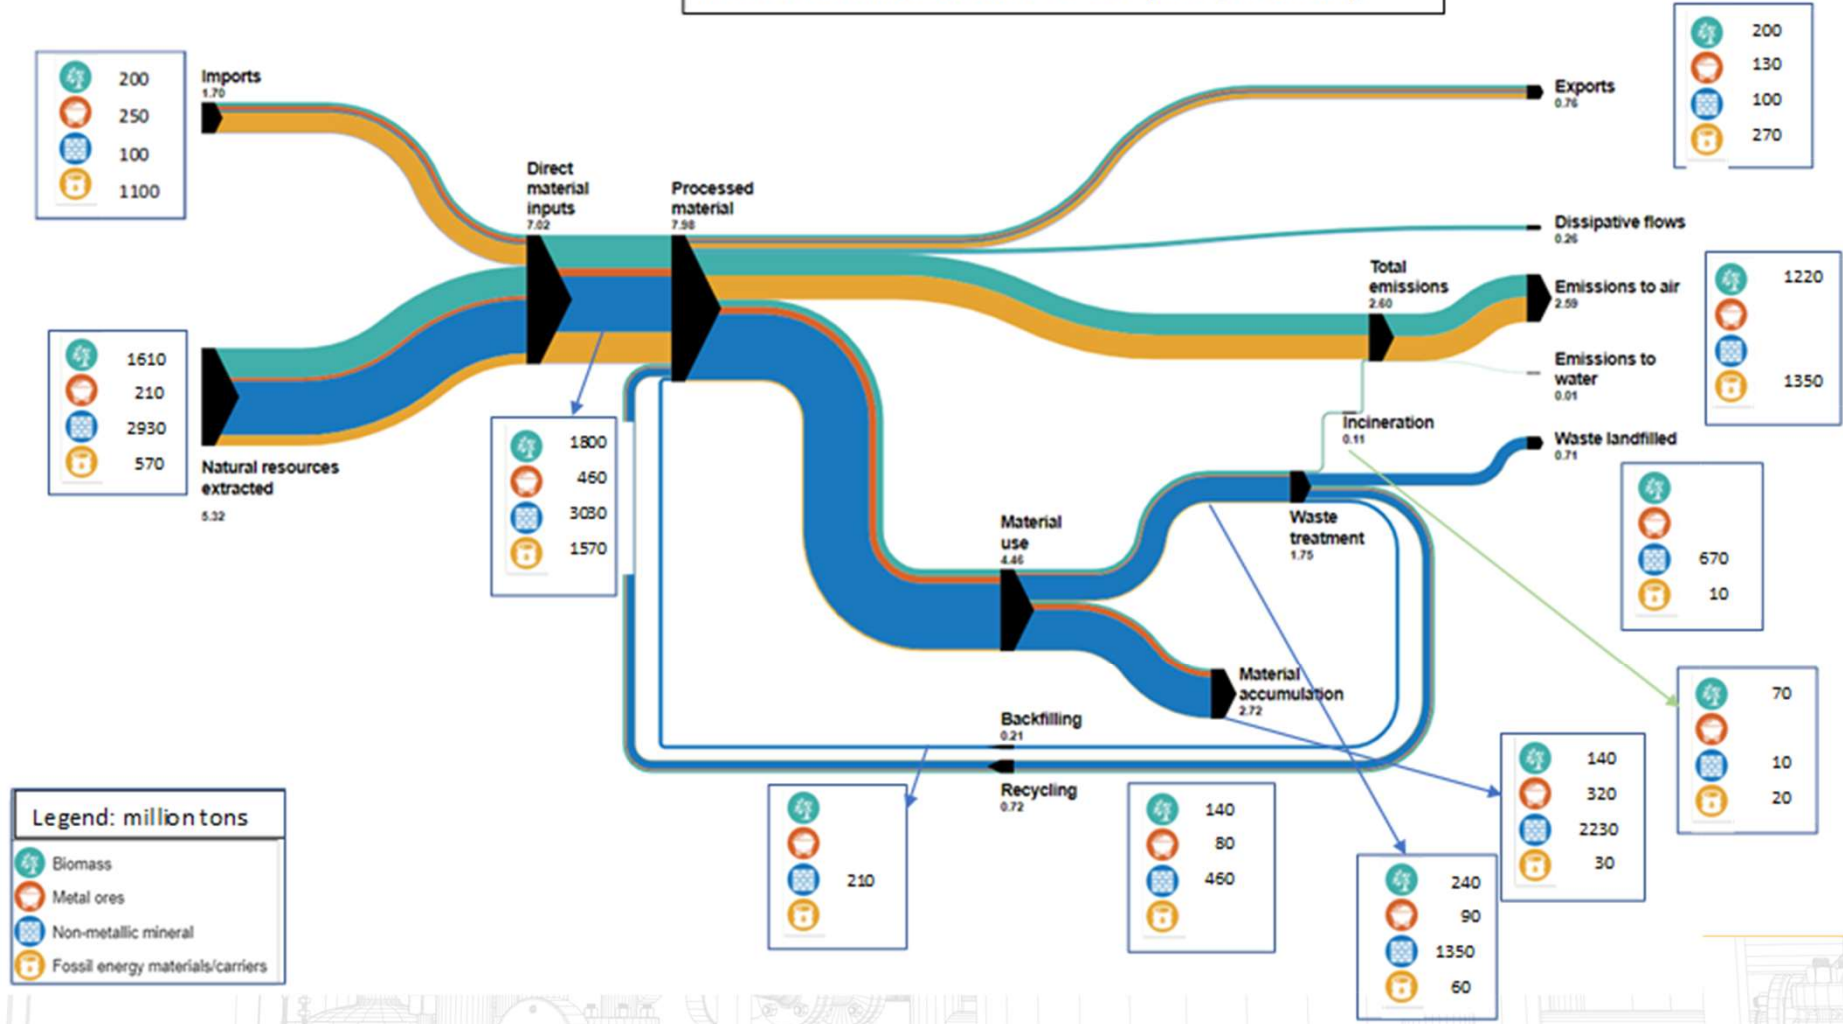 200
250
100
1100
Imports
1.70
Exports
0.76
200
130
100
270
Direct
material
inputs
7.02
Processed
material
7.98
Dissipative flows
0.26
Total
emissions
2.60
Emissions to air
2.59
1220
1350
Emissions to
water
0.01
1610
210
2930
570
Natural resources
extracted
5.32
1800
460
3030
1570
Incineration
0.11
Waste landfilled
0.71
670
10
Material
use
4.46
Waste
treatment
1.75
Material
accumulation
2.72
Backfilling
0.21
Recycling
0.72
70
10
20
140
320
2230
30
210
140
80
460
240
90
1350
60
Legend: million tons
Biomass
Metal ores
Non-metallic mineral
Fossil energy materials/carriers